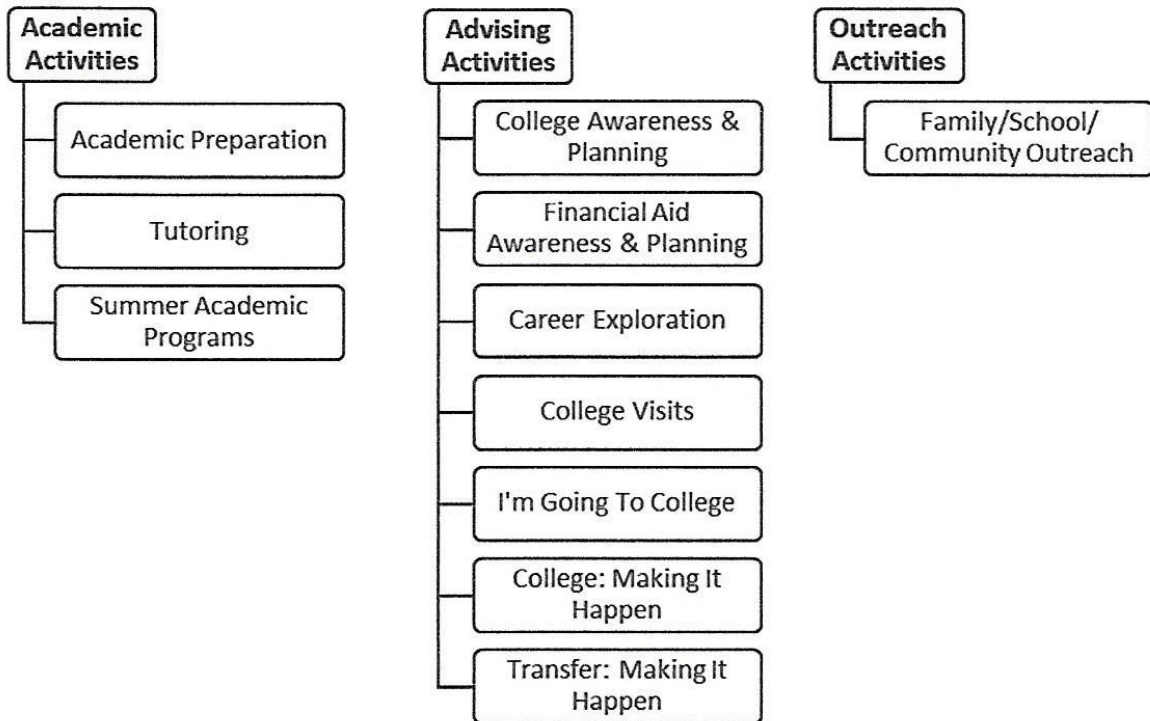 Academic
Activities
Academic Preparation
Tutoring
Summer Academic
Programs
Advising
Activities
College Awareness &
Planning
Financial Aid
Awareness & Planning
Career Exploration
College Visits
I'm Going To College
College: Making It
Happen
Transfer: Making It
Happen
Outreach
Activities
Family/School/
Community Outreach